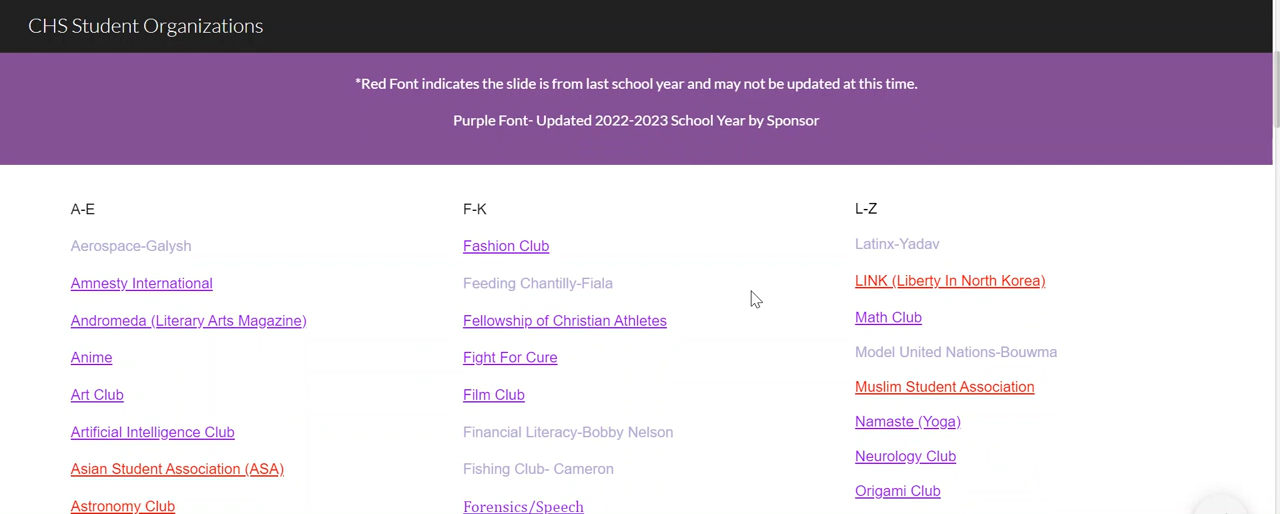 CHS Student Organizations
*Red Font indicates the slide is from last school year and may not be updated at this time.
Purple Font- Updated 2022-2023 School Year by Sponsor
A-E
Aerospace-Galysh
Amnesty International
Andromeda (Literary Arts Magazine)
Anime
Art Club
Artificial Intelligence Club
Asian Student Association (ASA)
Astronomy Club
F-K
Fashion Club
Feeding Chantilly-Fiala
Fellowship of Christian Athletes
Fight For Cure
Film Club
Financial Literacy-Bobby Nelson
Fishing Club- Cameron
Forensics/Speech
L-Z
Latinx-Yadav
LINK (Liberty In North Korea)
Math Club
Model United Nations-Bouwma
Muslim Student Association
Namaste (Yoga)
Neurology Club
Origami Club